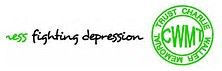 ess fighting depression
CHARLIE WALLER MEMORIAL TRUST
CWMT